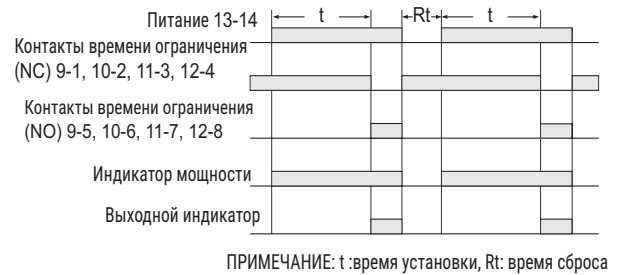 Питание 13-14
t
Rt
t
Контакты времени ограничения
(NC) 9-1, 10-2, 11-3, 12-4
Контакты времени ограничения
(NO) 9-5, 10-6, 11-7, 12-8
Индикатор мощности
Выходной индикатор
ПРИМЕЧАНИЕ: t :время установки, Rt: время сброса